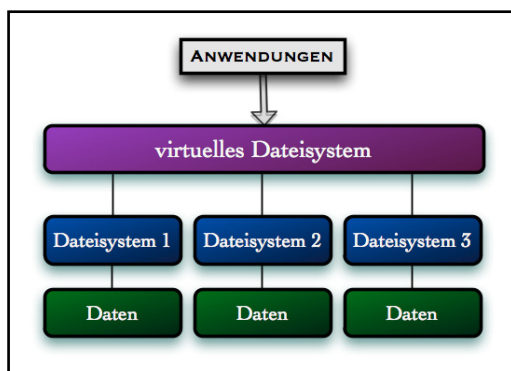 Anwendungen
virtuelles Dateisystem
Dateisystem 1 Dateisystem 2 Dateisystem 3
Daten Daten Daten